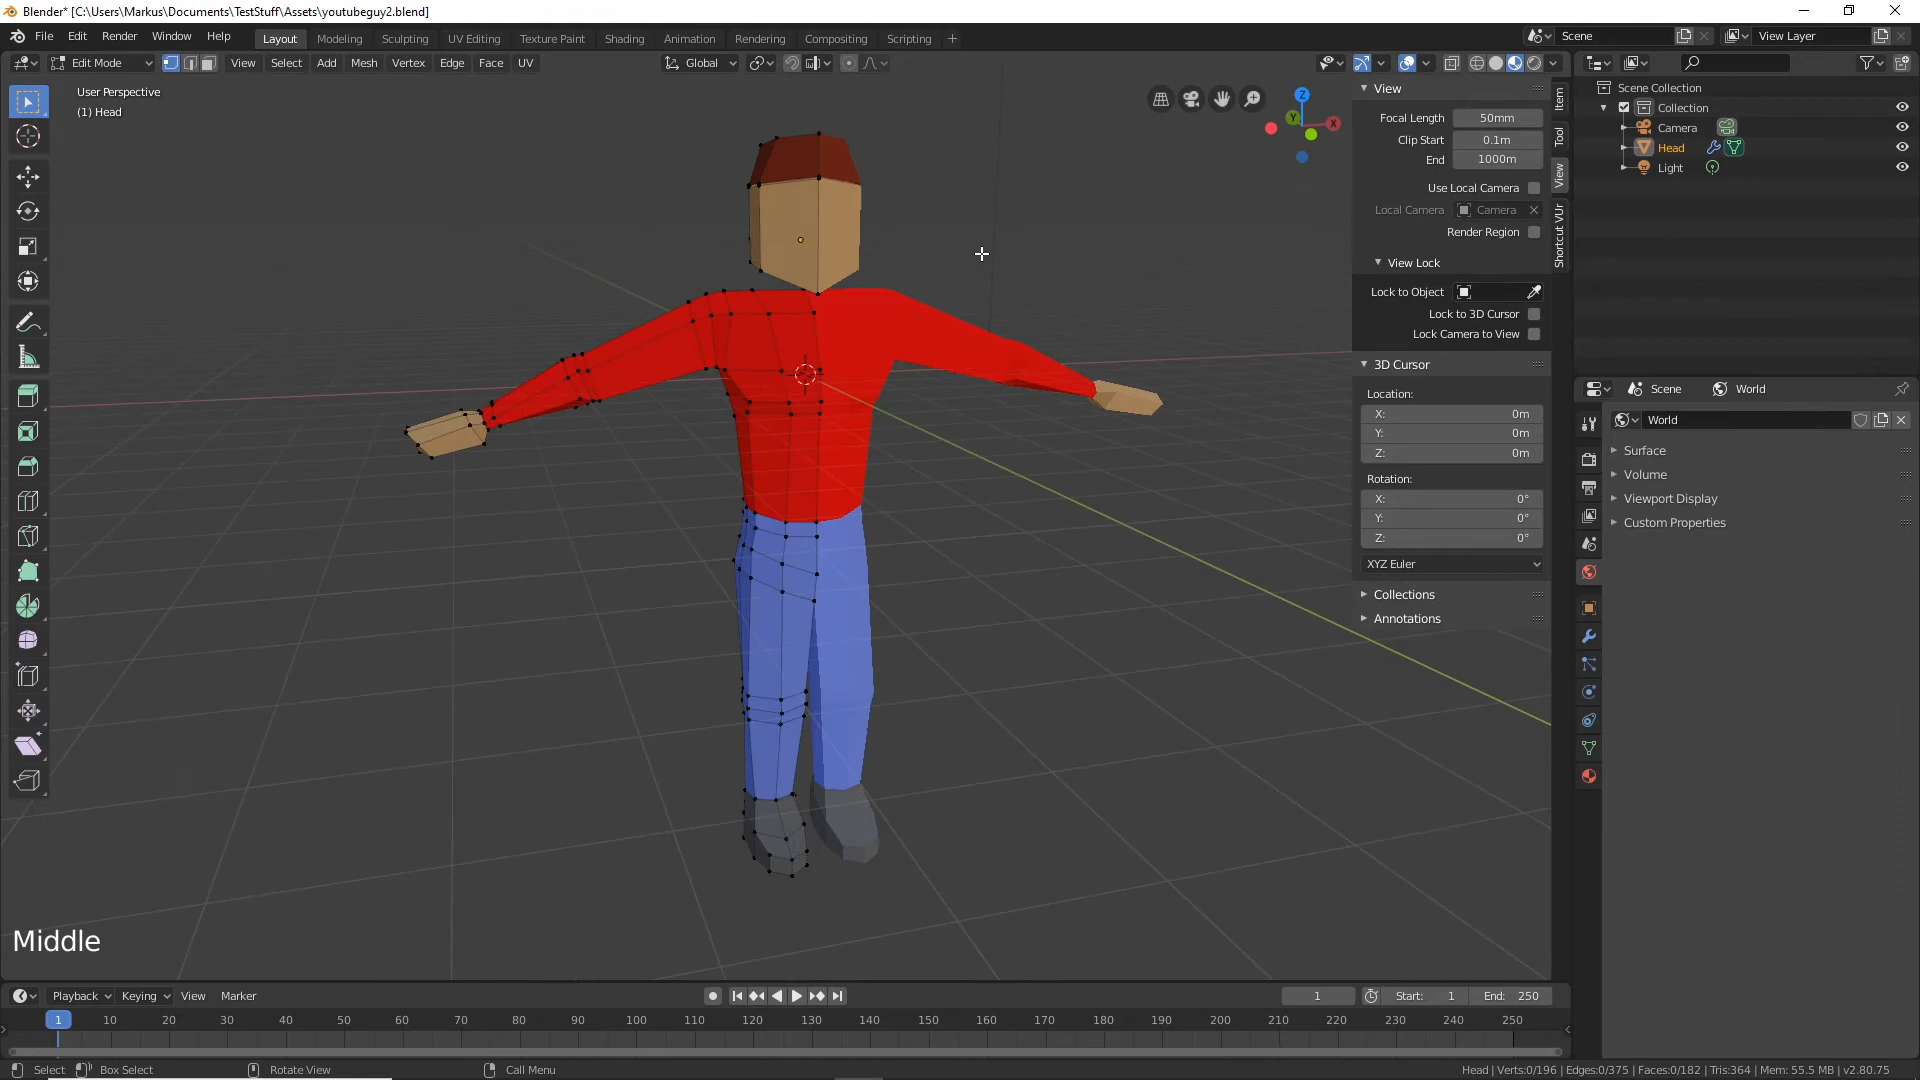 Blender* [C:\Users\Markus\Documents\TestStuff\Assets\youtubeguy2.blend]
File Edit Render Window Help Layout Modeling Sculpting UV Editing Texture Paint Shading Animation Rendering Compositing Scripting Scene View Layer
Edit Mode View Select Add Mesh Vertex Edge Face UV Global
User Perspective
(1) Head
Z
Y
X
View
Focal Length 50mm
Clip Start 0.1m
End 1000m
Use Local Camera
Local Camera Camera
Render Region
View Lock
Lock to Object
Lock to 3D Cursor
Lock Camera to View
3D Cursor
Location:
X: 0m
Y: 0m
Z: 0m
Rotation:
X: 0°
Y: 0°
Z: 0°
XYZ Euler
Collections
Annotations
Item
Tool
View
Shortcut VUr
Scene Collection
Collection
Camera
Head
Light
Scene World
World
Surface
Volume
Viewport Display
Custom Properties
Middle
Playback Keying View Marker 1 Start: 1 End: 250
1 10 20 30 40 50 60 70 80 90 100 110 120 130 140 150 160 170 180 190 200 210 220 230 240 250
Select Box Select Rotate View Call Menu Head | Verts:0/196 | Edges:0/375 | Faces:0/182 | Tris:364 | Mem: 55.5 MB | v2.80.75